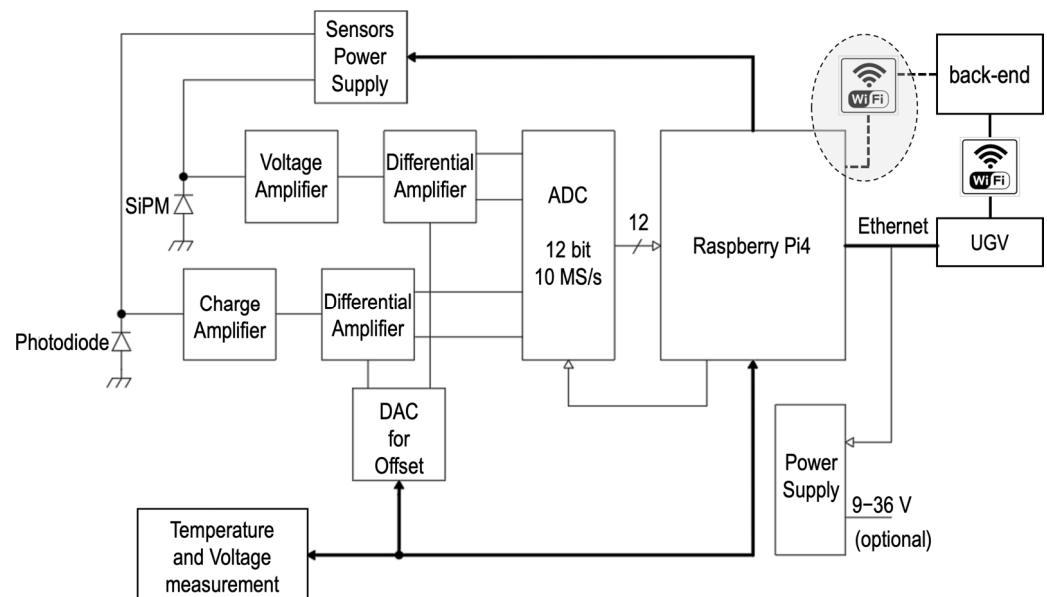 Sensors
Power
Supply
WiFi
back-end
Voltage
Amplifier
Differential
Amplifier
ADC
12 bit
10 MS/s
12
Raspberry Pi4
WiFi
SiPM
Ethernet
UGV
Charge
Amplifier
Differential
Amplifier
Photodiode
DAC
for
Offset
Power
Supply
9−36 V
(optional)
Temperature
and Voltage
measurement